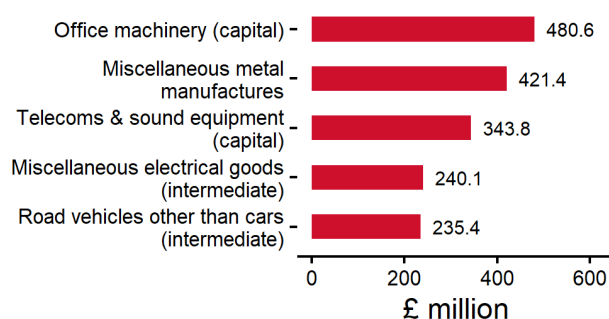 Office machinery (capital)
480.6
Miscellaneous metal
manufactures
421.4
Telecoms & sound equipment
(capital)
343.8
Miscellaneous electrical goods
(intermediate)
240.1
Road vehicles other than cars
(intermediate)
235.4
0 200 400 600
£ million